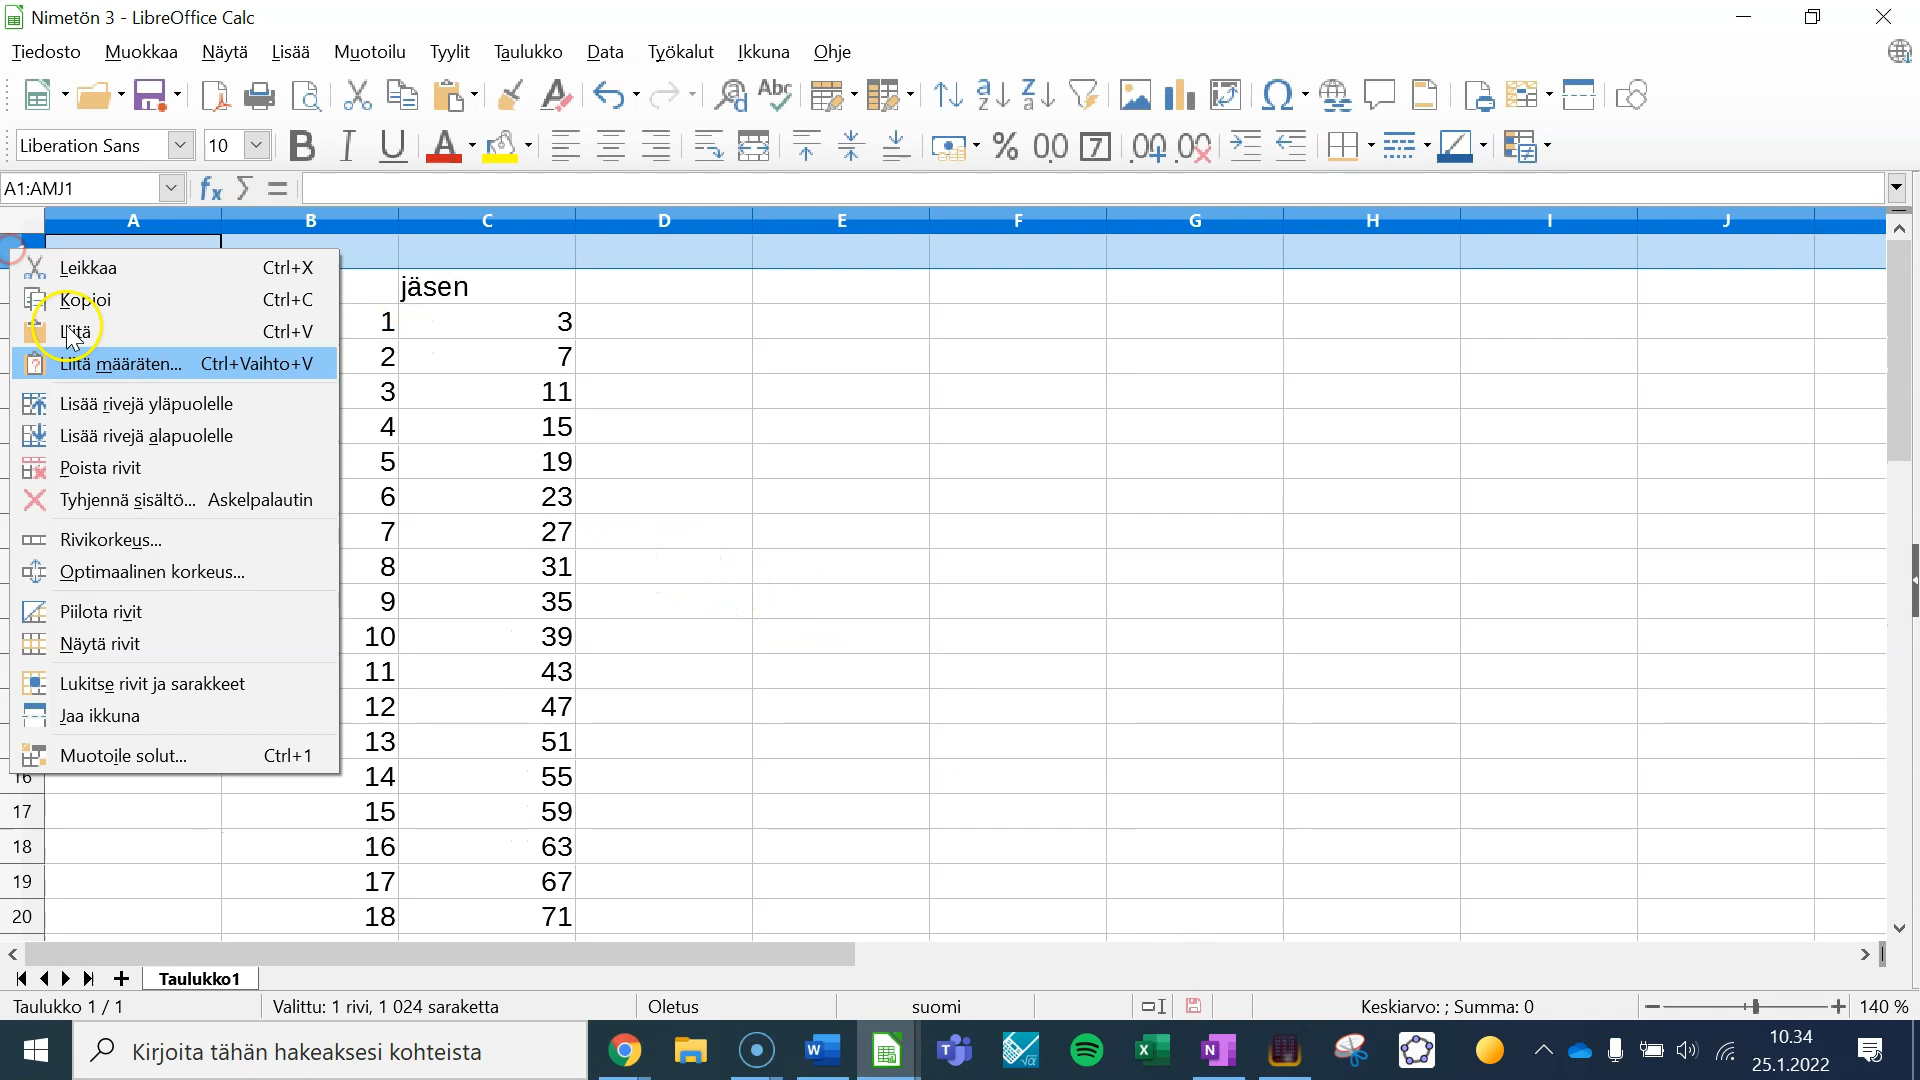 Nimetön 3 - LibreOffice Calc
Tiedosto Muokkaa Näytä Lisää Muotoilu Tyylit Taulukko Data Työkalut Ikkuna Ohje
Liberation Sans 10
A1:AMJ1
A B C D E F G H I J
Leikkaa Ctrl+X
jäsen
Kopioi Ctrl+C
1 3
Liitä Ctrl+V
2 7
Liitä määräten... Ctrl+Vaihto+V
3 11
Lisää rivejä yläpuolelle
4 15
Lisää rivejä alapuolelle
5 19
Poista rivit
6 23
Tyhjennä sisältö... Askelpalautin
7 27
Rivikorkeus...
8 31
Optimaalinen korkeus...
9 35
Piilota rivit
10 39
Näytä rivit
11 43
Lukitse rivit ja sarakkeet
12 47
Jaa ikkuna
13 51
Muotoile solut... Ctrl+1
16 14 55
17 15 59
18 16 63
19 17 67
20 18 71
Taulukko1
Taulukko 1 / 1 Valittu: 1 rivi, 1 024 saraketta Oletus suomi Keskiarvo: ; Summa: 0 140 %
Kirjoita tähän hakeaksesi kohteista
10.34
25.1.2022